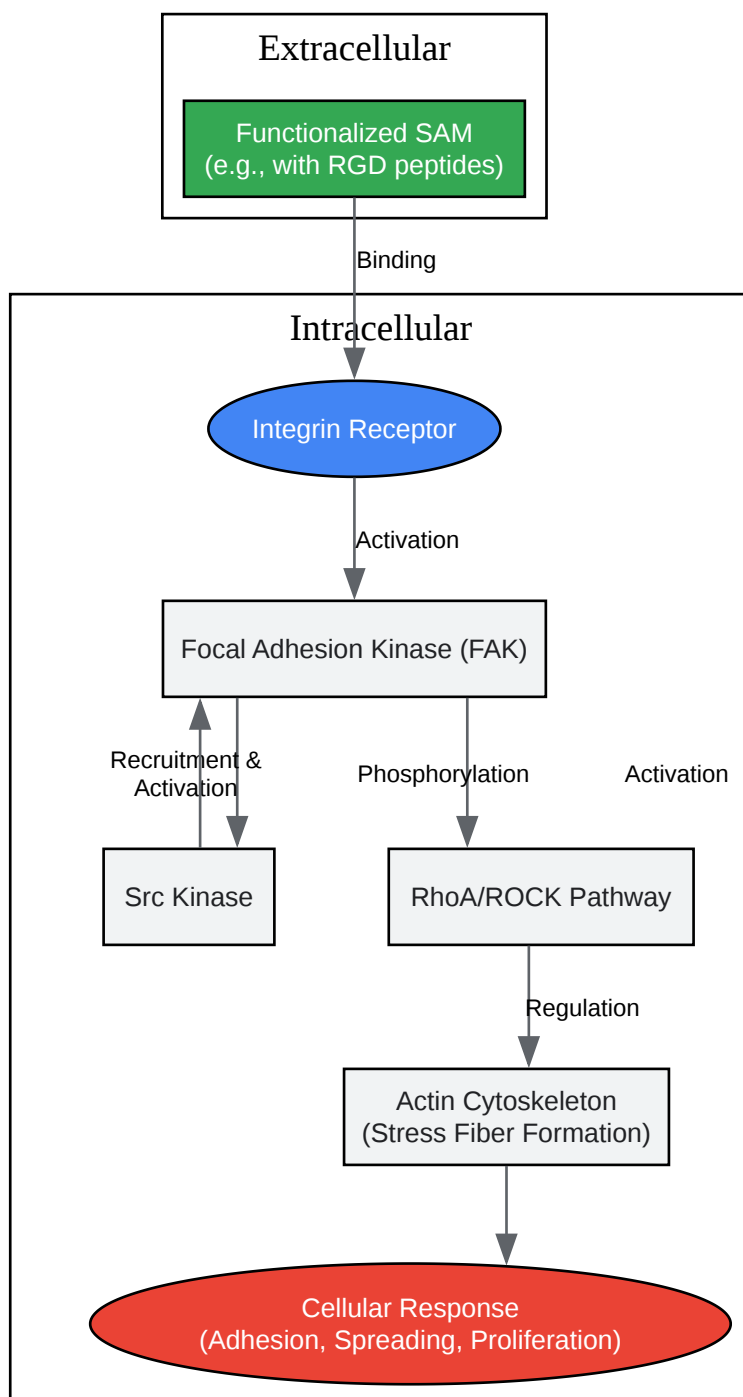 Extracellular
Functionalized SAM
(e.g., with RGD peptides)
Binding
Intracellular
Integrin Receptor
Activation
Focal Adhesion Kinase (FAK)
Recruitment &
Activation
Phosphorylation
Activation
Src Kinase
RhoA/ROCK Pathway
Regulation
Actin Cytoskeleton
(Stress Fiber Formation)
Cellular Response
(Adhesion, Spreading, Proliferation)